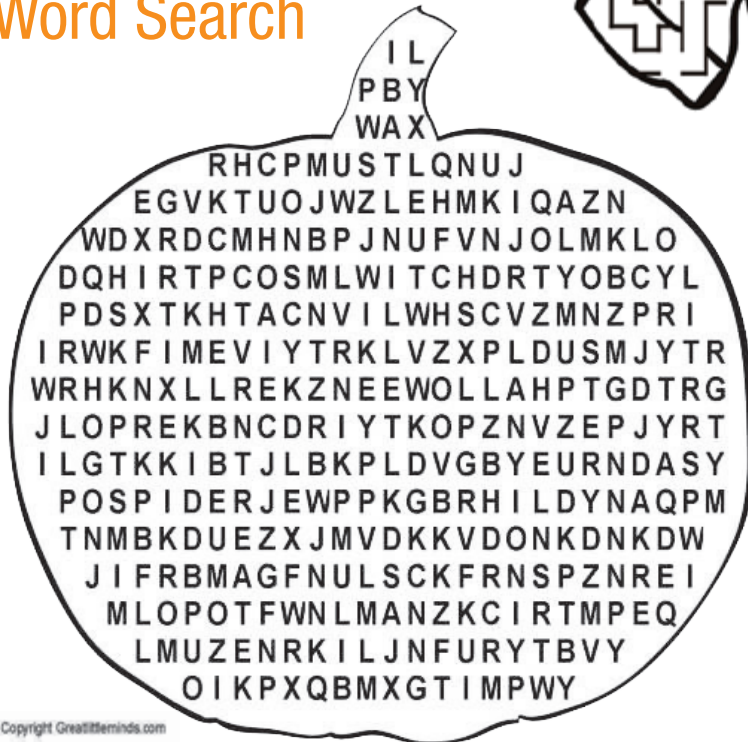 Word Search
I L
P B Y
W A X
R H C P M U S T L Q N U J
E G V K T U O J W Z L E H M K I Q A Z N
W D X R D C M H N B P J N U F V N J O L M K L O
D Q H I R T P C O S M L W I T C H D R T Y O B C Y L
P D S X T K H T A C N V I L W H S C V Z M N Z P R I
I R W K F I M E V I Y T R K L V Z X P L D U S M J Y T R
W R H K N X L L R E K Z N E E W O L L A H P T G D T R G
J L O P R E K B N C D R I Y T K O P Z N V Z E P J Y R T
I L G T K K I B T J L B K P L D V G B Y E U R N D A S Y
P O S P I D E R J E W P P K G B R H I L D Y N A Q P M
T N M B K D U E Z X J M V D K K V D O N K D N K D W
J I F R B M A G F N U L S C K F R N S P Z N R E I
M L O P O T F W N L M A N Z K C I R T M P E Q
L M U Z E N R K I L J N F U R Y T B V Y
O I K P X Q B M X G T I M P W Y
Copyright Greatlittleminds.com